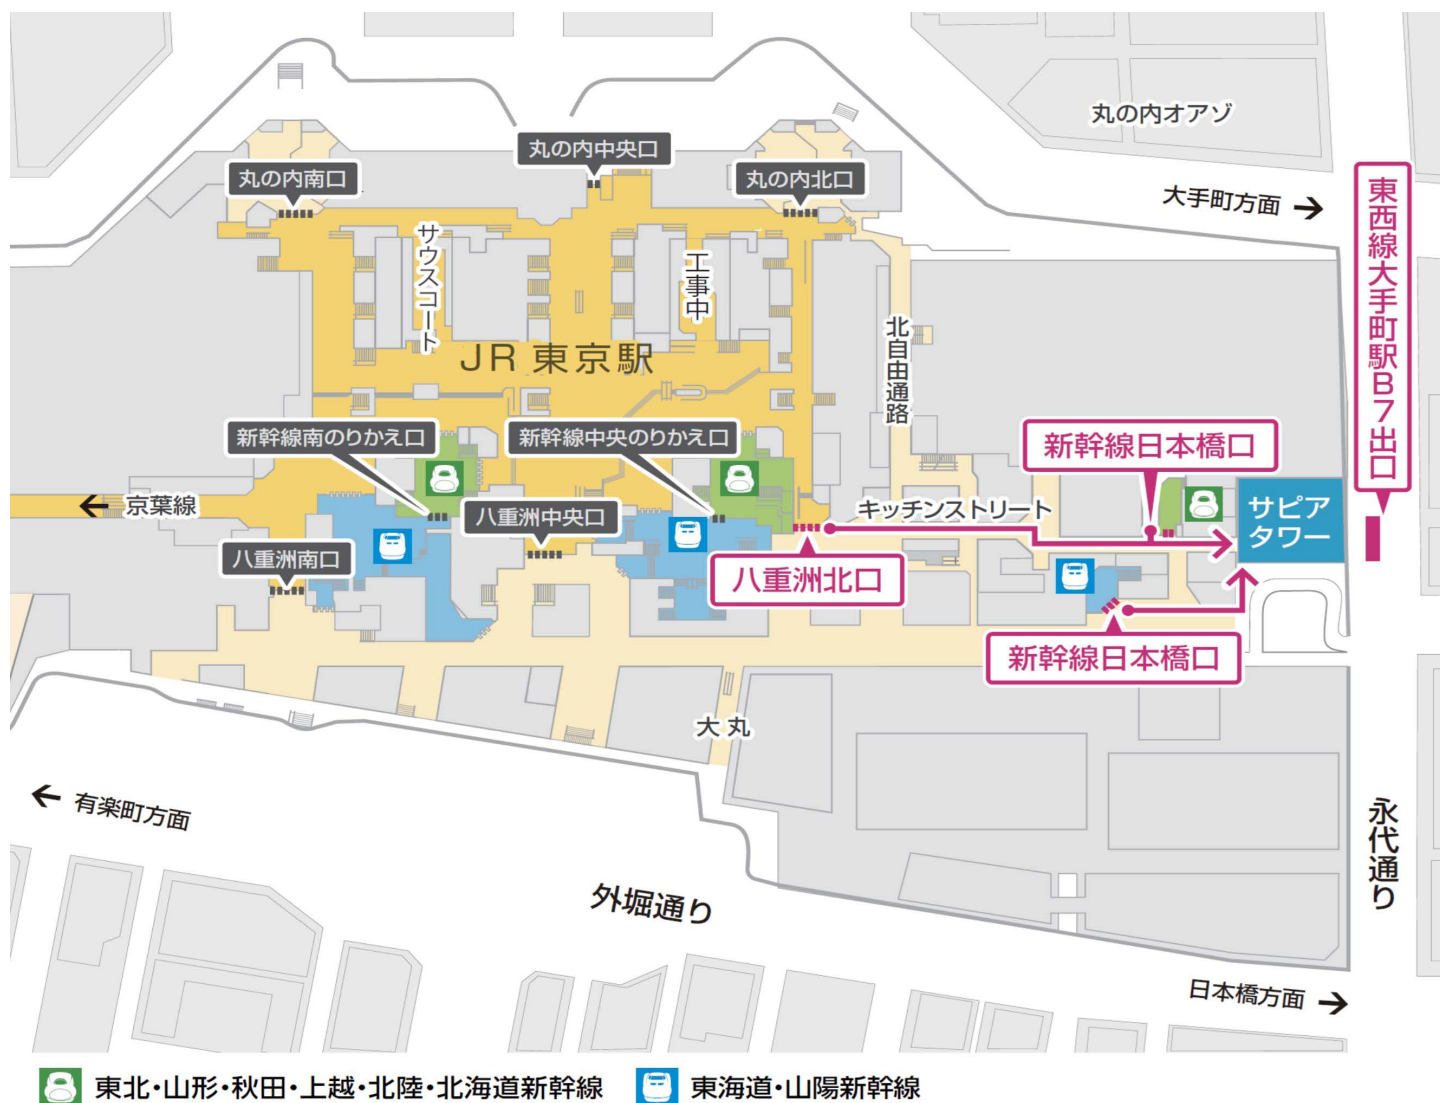 丸の内オアゾ
丸の内中央口
丸の内南口
丸の内北口
大手町方面
東西線大手町駅B7出口
サウスコート
工事中
北自由通路
JR 東京駅
新幹線南のりかえ口
新幹線中央のりかえ口
新幹線日本橋口
京葉線
八重洲中央口
キッチンストリート
サピア
タワー
八重洲南口
八重洲北口
新幹線日本橋口
大丸
有楽町方面
外堀通り
永代通り
日本橋方面
東北・山形・秋田・上越・北陸・北海道新幹線
東海道・山陽新幹線